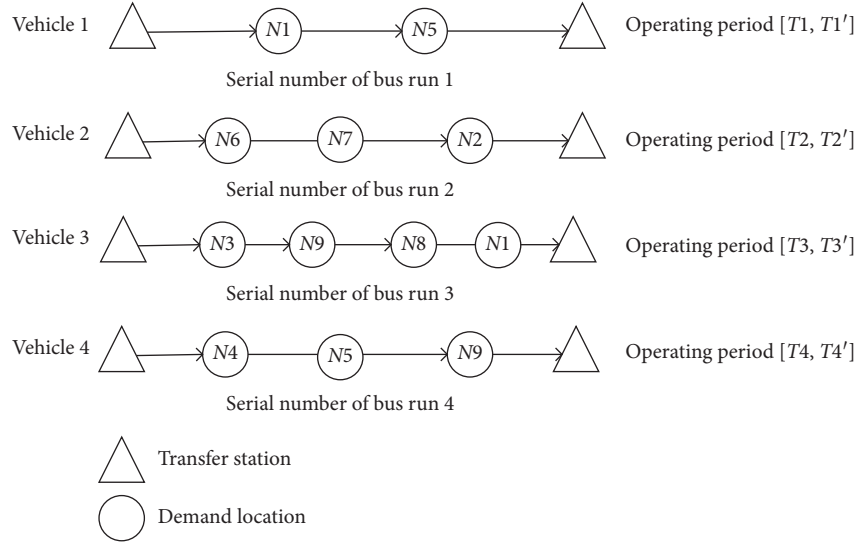 Vehicle 1 N1 N5 Operating period [T1, T1′]
Serial number of bus run 1
Vehicle 2 N6 N7 N2 Operating period [T2, T2′]
Serial number of bus run 2
Vehicle 3 N3 N9 N8 N1 Operating period [T3, T3′]
Serial number of bus run 3
Vehicle 4 N4 N5 N9 Operating period [T4, T4′]
Serial number of bus run 4
Transfer station
Demand location